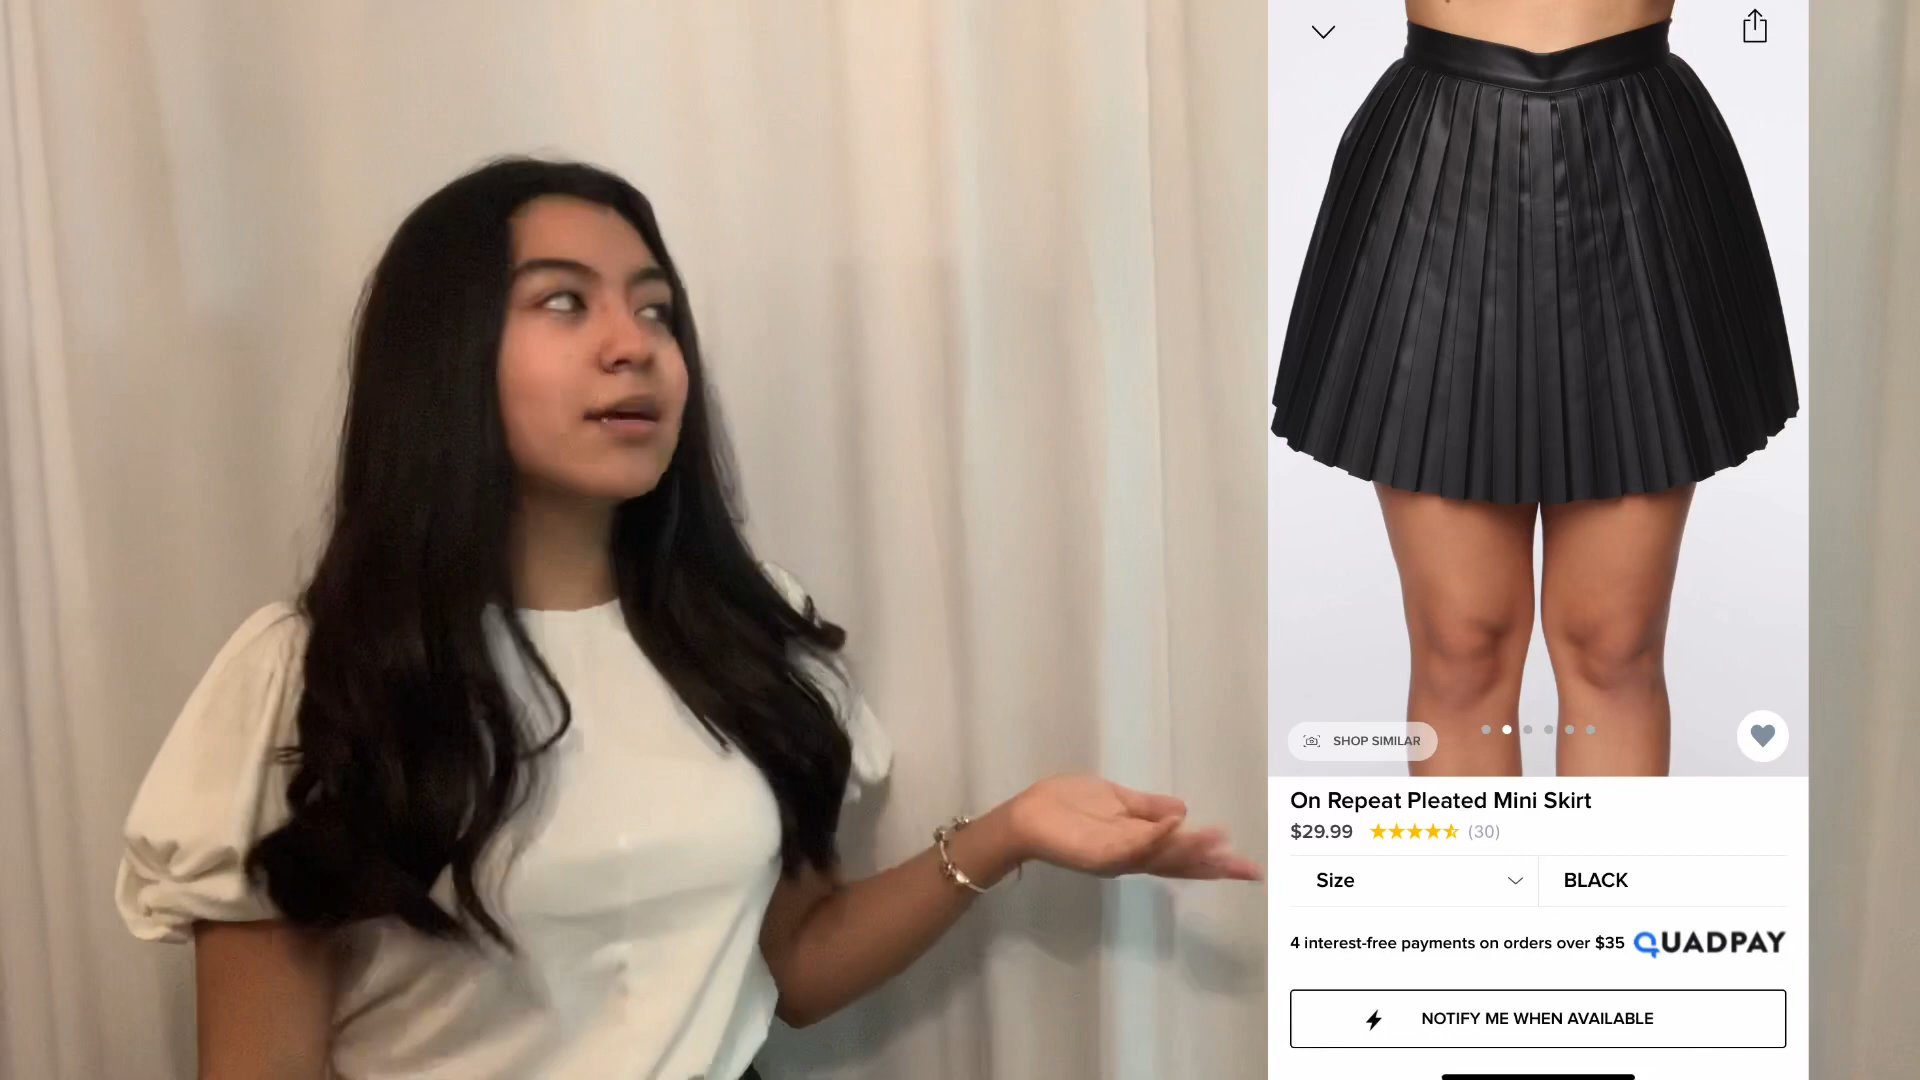 SHOP SIMILAR
On Repeat Pleated Mini Skirt
$29.99 (30)
Size BLACK
4 interest-free payments on orders over $35 QUADPAY
NOTIFY ME WHEN AVAILABLE